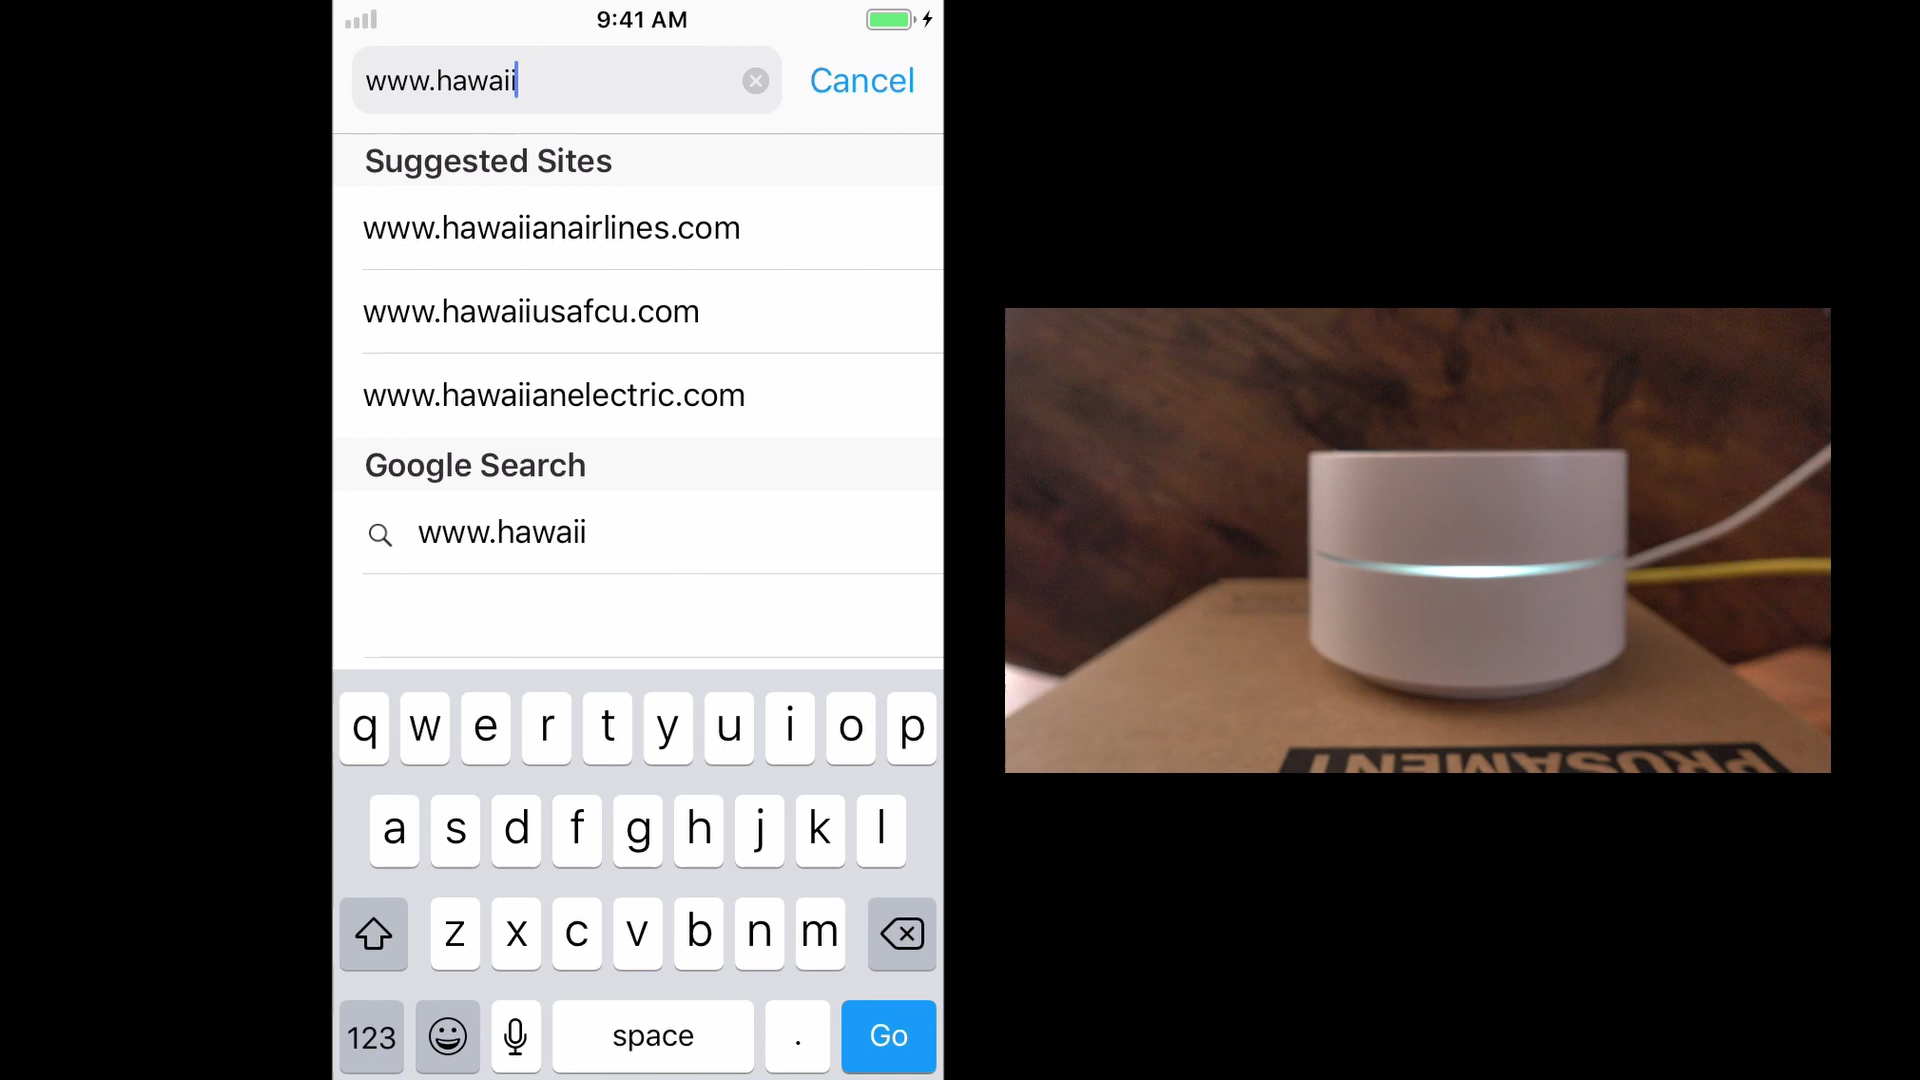 9:41 AM
www.hawaii
Cancel
Suggested Sites
www.hawaiianairlines.com
www.hawaiiusafcu.com
www.hawaiianelectric.com
Google Search
www.hawaii
q w e r t y u i o p
a s d f g h j k l
z x c v b n m
123 space . Go
PRUSAMENT